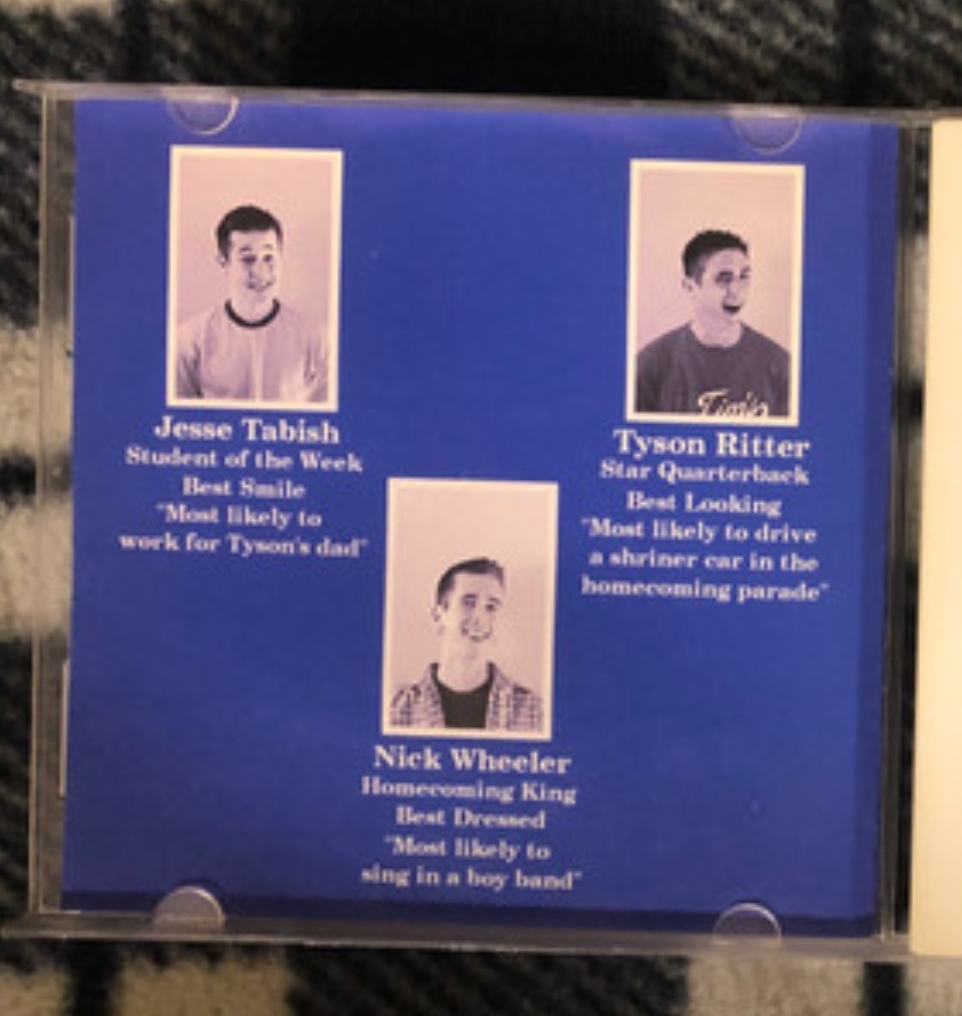 Jesse Tabish
Student of the Week
Best Smile
"Most likely to
work for Tyson's dad"
Tim's
Tyson Ritter
Star Quarterback
Best Looking
"Most likely to drive
a shriner car in the
homecoming parade"
Nick Wheeler
Homecoming King
Best Dressed
"Most likely to
sing in a boy band"